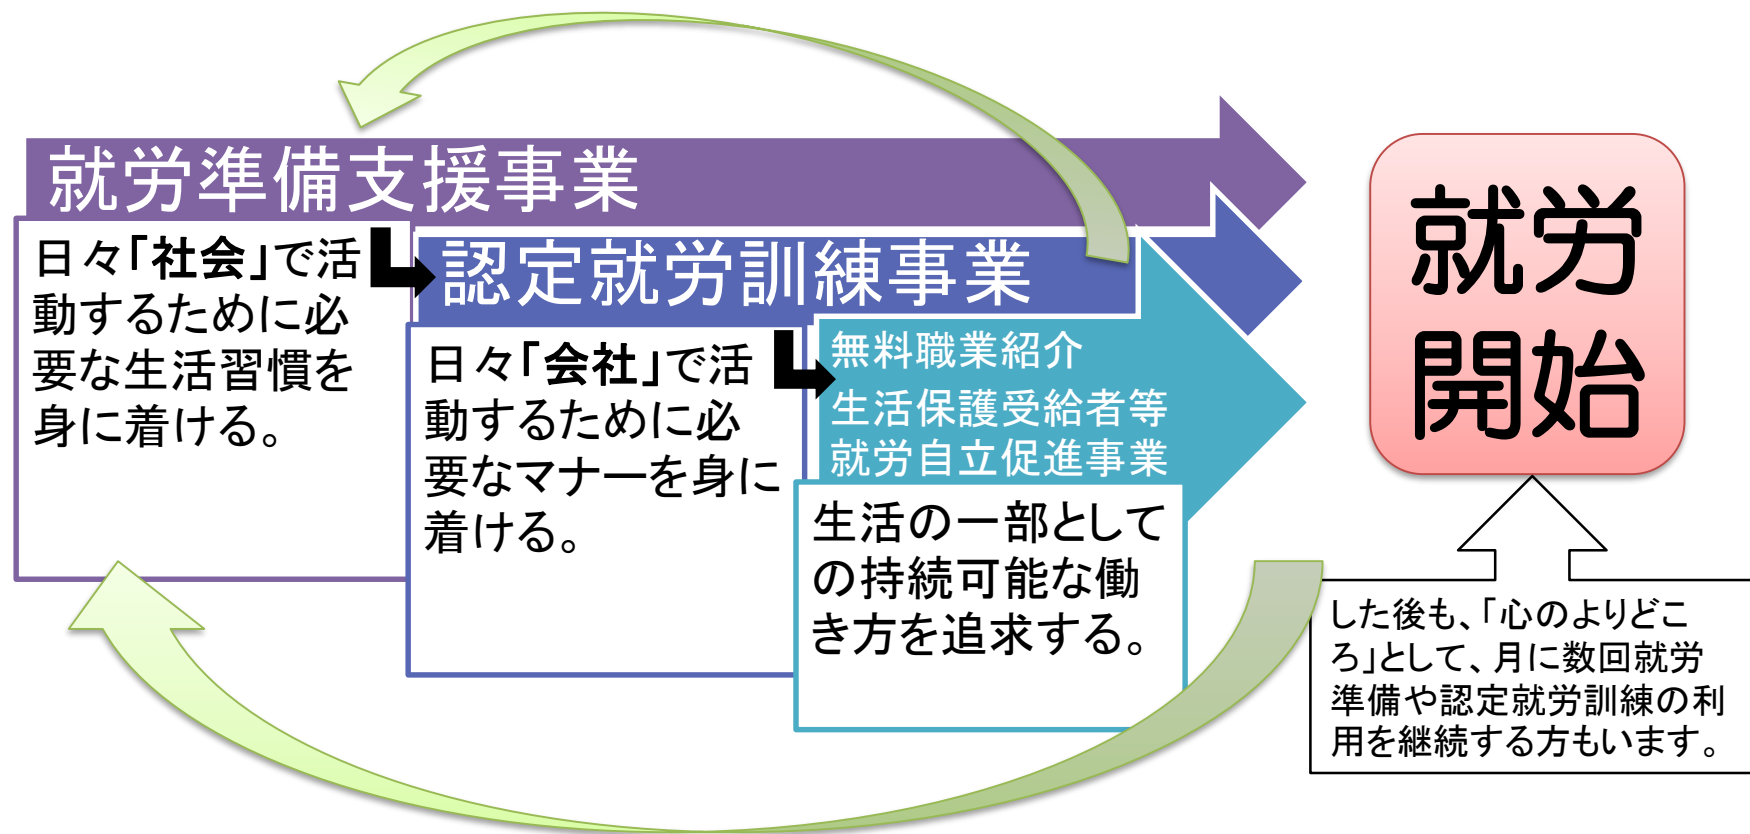 就労準備支援事業
日々「社会」で活
動するために必
要な生活習慣を
身に着ける。
認定就労訓練事業
日々「会社」で活
動するために必
要なマナーを身に
着ける。
無料職業紹介
生活保護受給者等
就労自立促進事業
生活の一部として
の持続可能な働
き方を追求する。
就労
開始
した後も、「心のよりどこ
ろ」として、月に数回就労
準備や認定就労訓練の利
用を継続する方もいます。